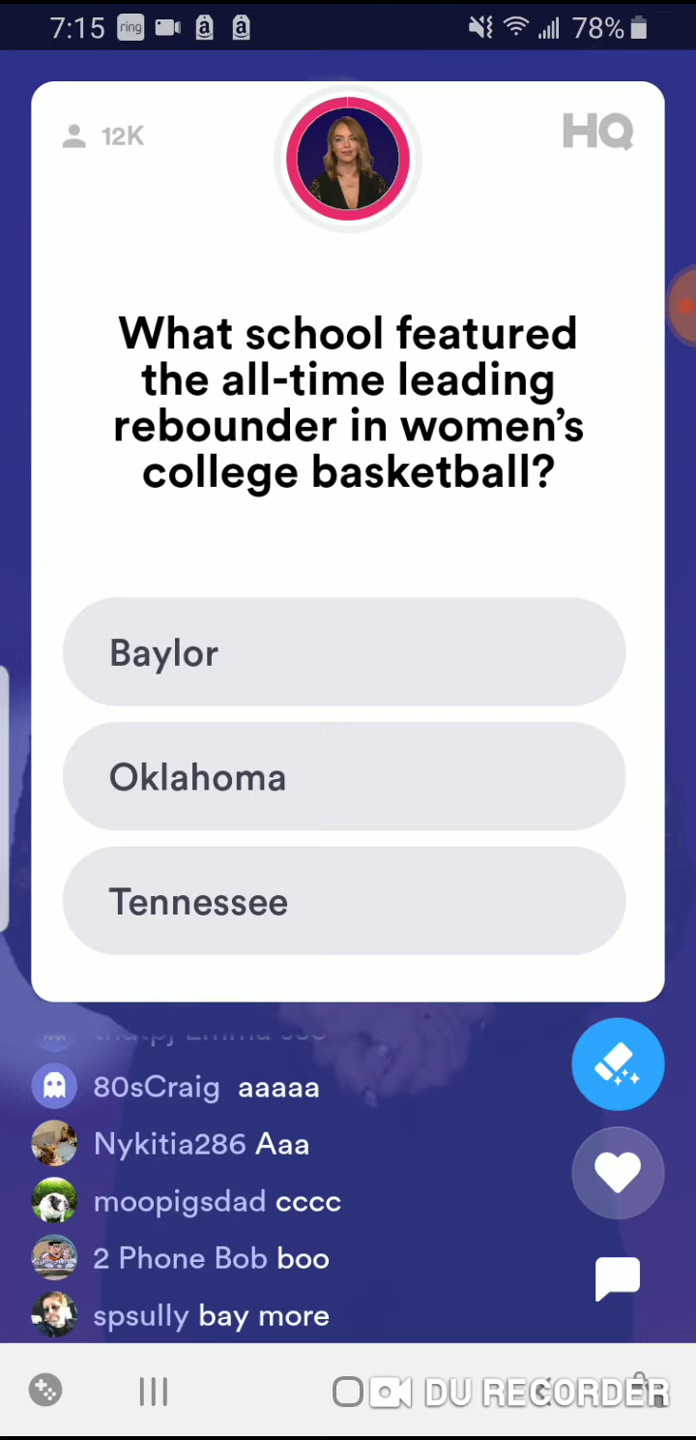 7:15 ring a a 78%
12K HQ
What school featured
the all-time leading
rebounder in women’s
college basketball?
Baylor
Oklahoma
Tennessee
80sCraig aaaaa
Nykitia286 Aaa
moopigsdad cccc
2 Phone Bob boo
spsully bay more
DU RECORDER